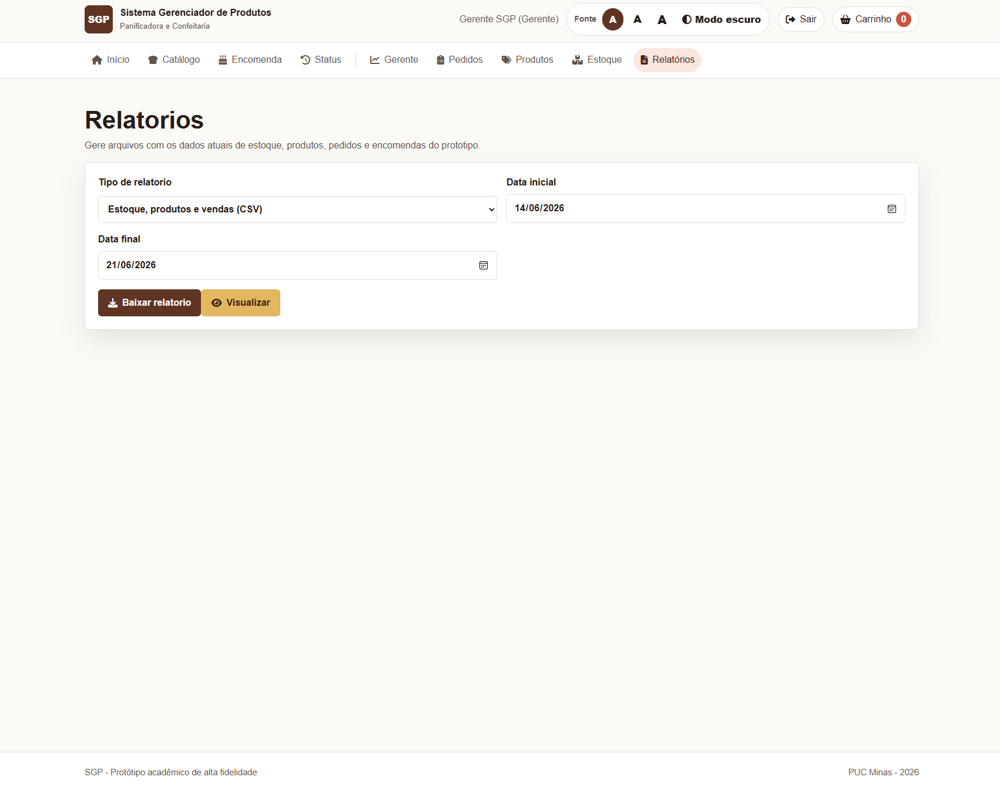 SGP
Sistema Gerenciador de Produtos
Panificadora e Confeitaria
Gerente SGP (Gerente)
Fonte A A A Modo escuro
Sair
Carrinho 0
Início Catálogo Encomenda Status Gerente Pedidos Produtos Estoque Relatórios
Relatorios
Gere arquivos com os dados atuais de estoque, produtos, pedidos e encomendas do prototipo.
Tipo de relatorio
Estoque, produtos e vendas (CSV)
Data inicial
14/06/2026
Data final
21/06/2026
Baixar relatorio Visualizar
SGP - Protótipo acadêmico de alta fidelidade
PUC Minas - 2026